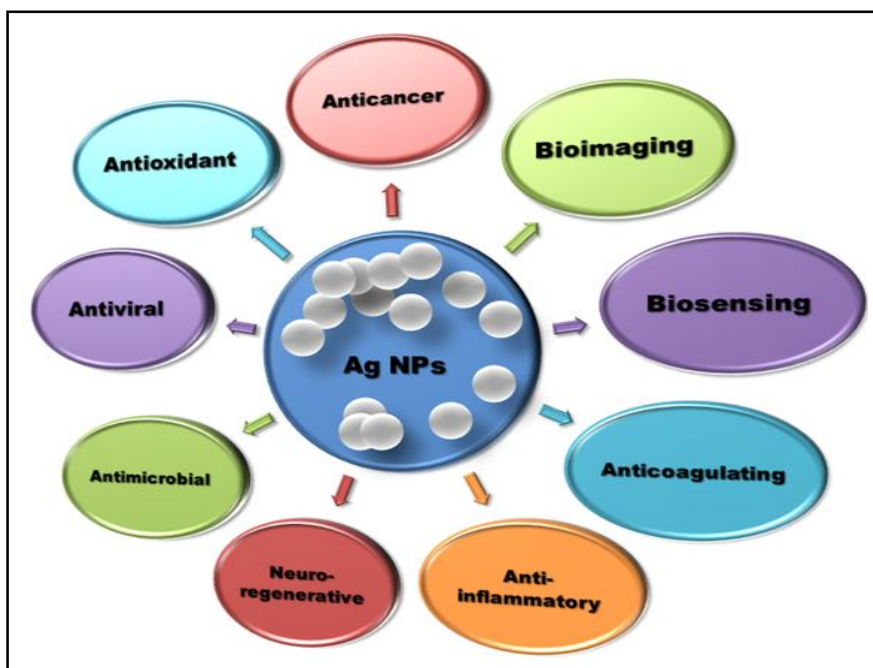 Anticancer
Bioimaging
Antioxidant
Biosensing
Antiviral
Ag NPs
Anticoagulating
Antimicrobial
Neuro-
regenerative
Anti-
inflammatory